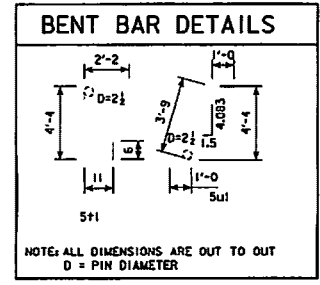 BENT BAR DETAILS
2'-2
1'-0
D=2½
4'-4
3'-9
4.083
4'-4
D=2½
1.5
6
11
1'-0
5u1
5t1
NOTE: ALL DIMENSIONS ARE OUT TO OUT
D = PIN DIAMETER